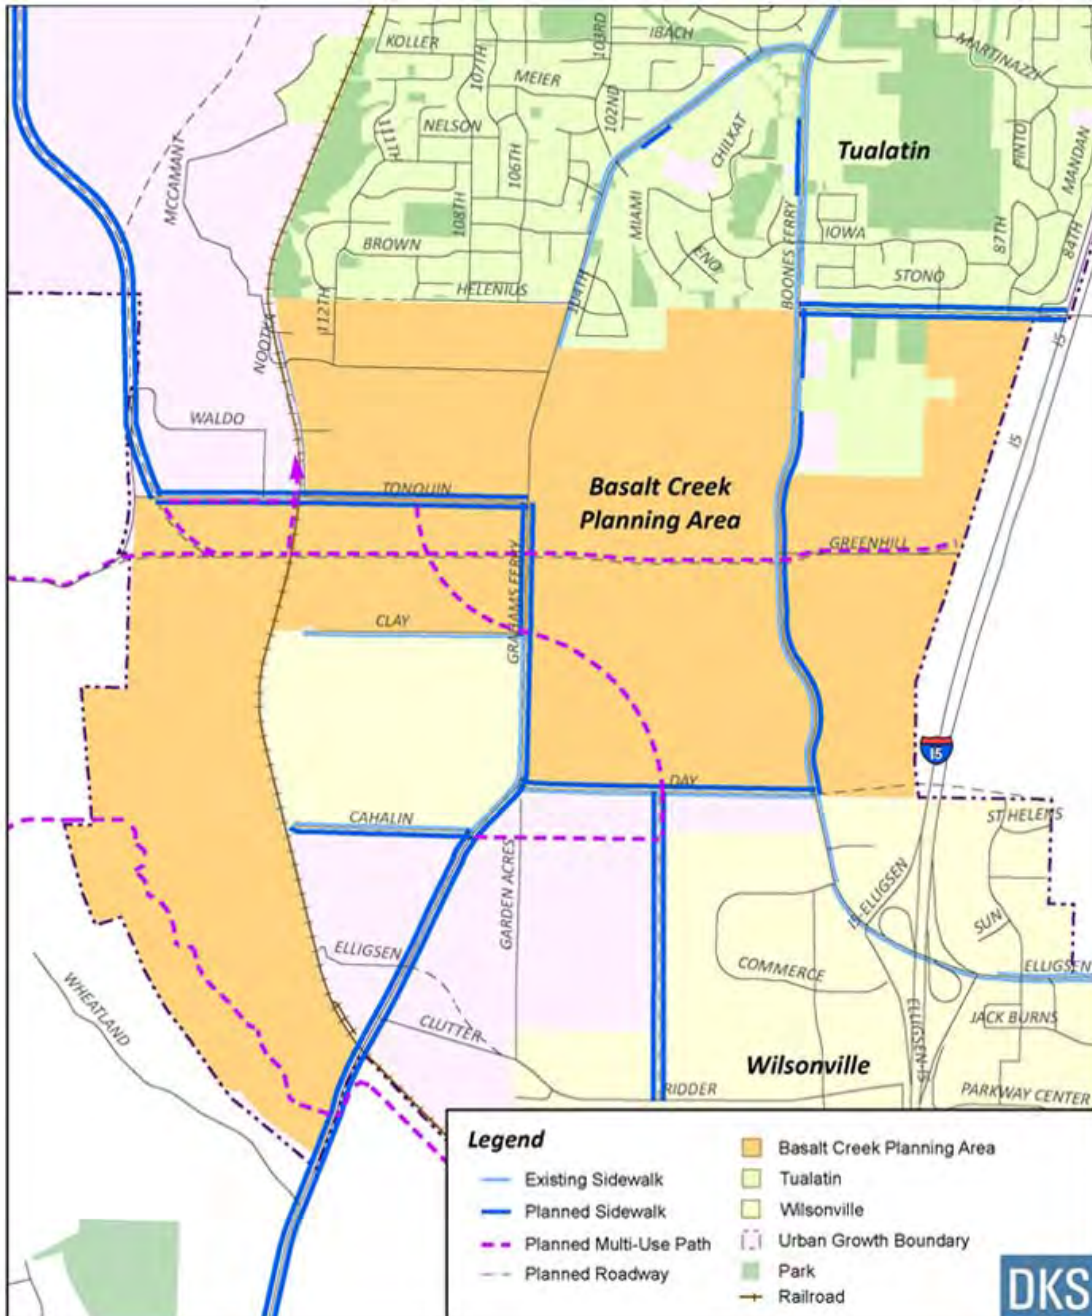 KOLLER
107TH
103RD
IBACH
MARTINAZZI
MEIER
102ND
NELSON
111TH
106TH
CHILKAT
PINTO
MANDAN
MCCAMANT
Tualatin
108TH
MIAMI
BROWN
ENO
BOONES FERRY
IOWA
87TH
84TH
STONO
HELENIUS
104TH
112TH
NOOTKA
I5
WALDO
I5
TONQUIN
Basalt Creek
Planning Area
GREENHILL
GRAHAMS FERRY
CLAY
15
DAY
CAHALIN
ST HELENS
GARDEN ACRES
I5-ELLIGSEN
SUN
ELLIGSEN
ELLIGSEN
COMMERCE
WHEATLAND
CLUTTER
ELLIGSEN-I5
JACK BURNS
Wilsonville
RIDDER
PARKWAY CENTER
Legend
Existing Sidewalk
Planned Sidewalk
Planned Multi-Use Path
Planned Roadway
Basalt Creek Planning Area
Tualatin
Wilsonville
Urban Growth Boundary
Park
Railroad
DKS